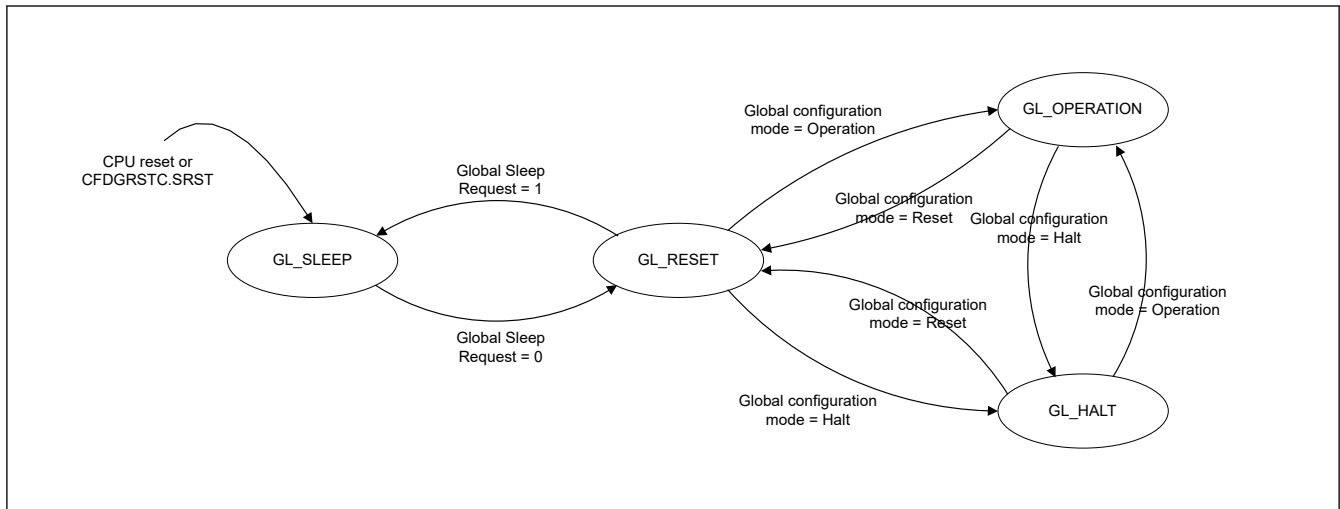 CPU reset or
CFDGRSTC.SRST
GL_SLEEP
Global Sleep
Request = 1
Global Sleep
Request = 0
GL_RESET
Global configuration
mode = Operation
Global configuration
mode = Reset
Global configuration
mode = Halt
GL_OPERATION
Global configuration
mode = Operation
Global configuration
mode = Reset
Global configuration
mode = Halt
GL_HALT